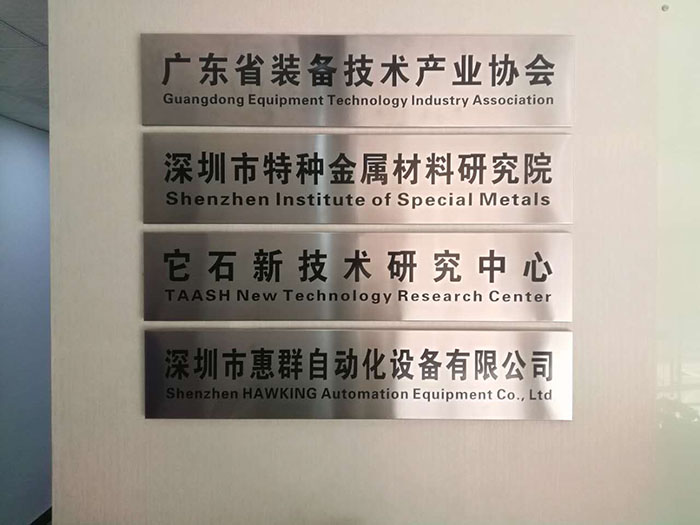 广东省装备技术产业协会
Guangdong Equipment Technology Industry Association
深圳市特种金属材料研究院
Shenzhen Institute of Special Metals
它石新技术研究中心
TAASH New Technology Research Center
深圳市惠群自动化设备有限公司
Shenzhen HAWKING Automation Equipment Co., Ltd